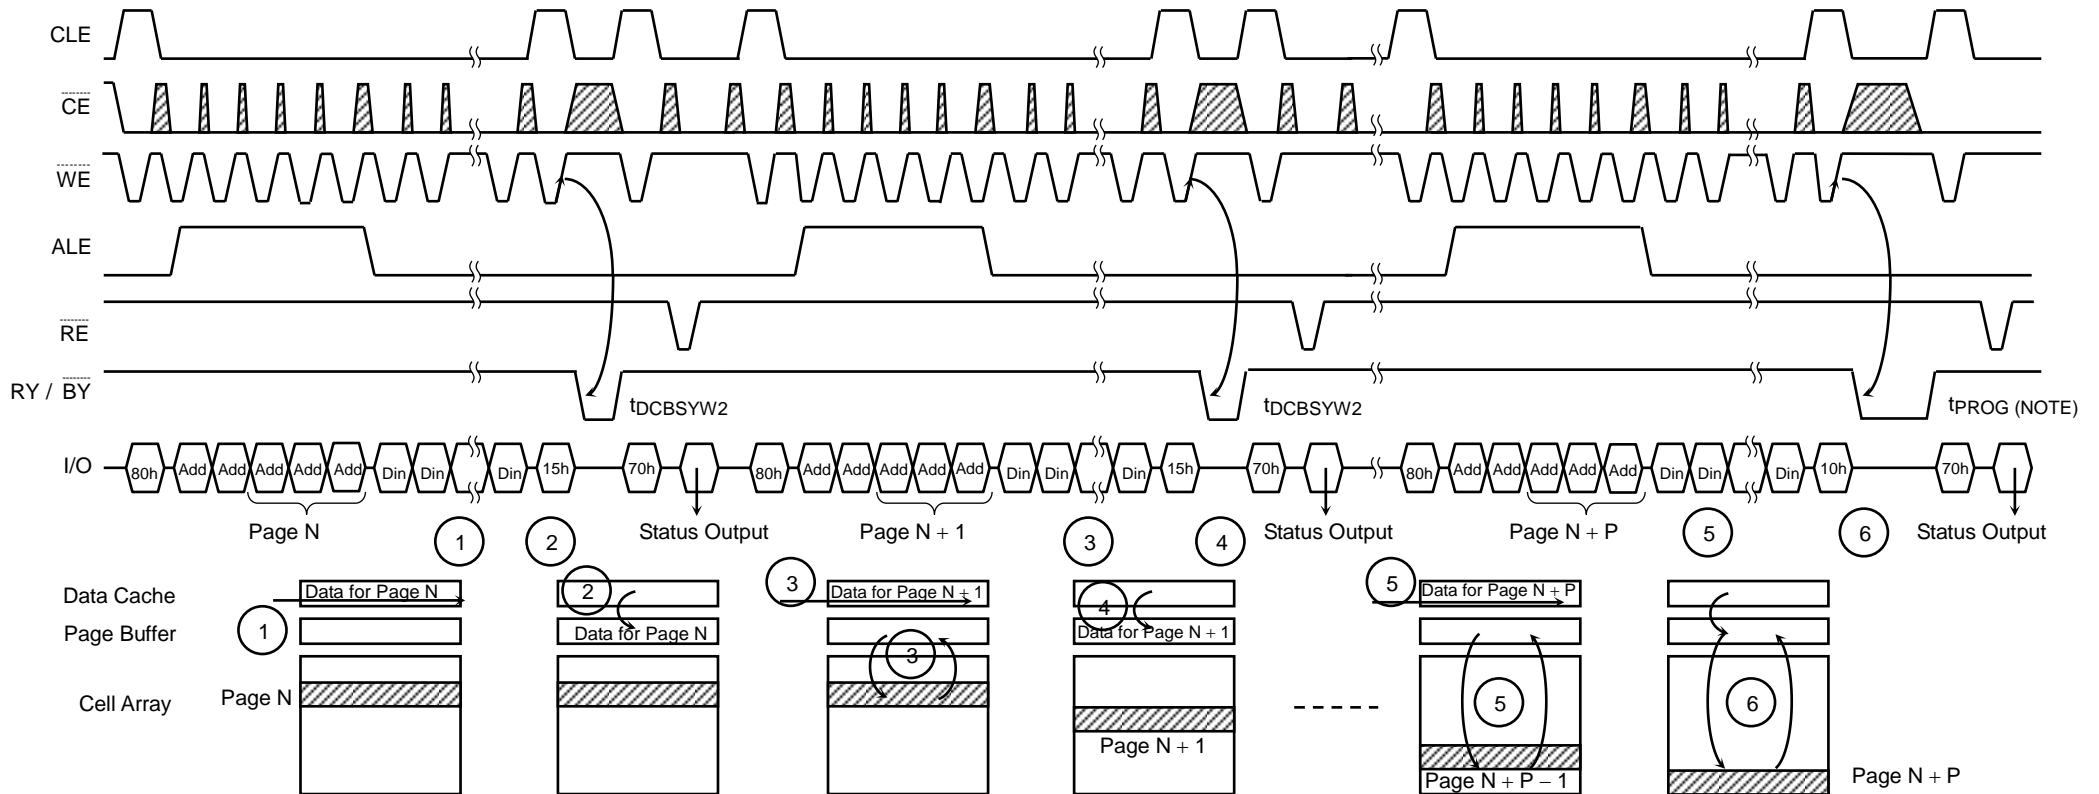 CLE
CE
WE
ALE
RE
RY / BY
tDCBSYW2 tDCBSYW2 tPROG (NOTE)
I/O 80h Add Add Add Add Add Din Din Din 15h 70h 80h Add Add Add Add Add Din Din Din 15h 70h 80h Add Add Add Add Add Din Din Din 10h 70h
Page N Status Output Page N + 1 Status Output Page N + P Status Output
1 2 3 4 5 6
Data Cache Data for Page N 2 3 Data for Page N + 1 4 5 Data for Page N + P
Page Buffer 1 Data for Page N 3 Data for Page N + 1
Cell Array Page N 5 6
Page N + 1
Page N + P − 1 Page N + P